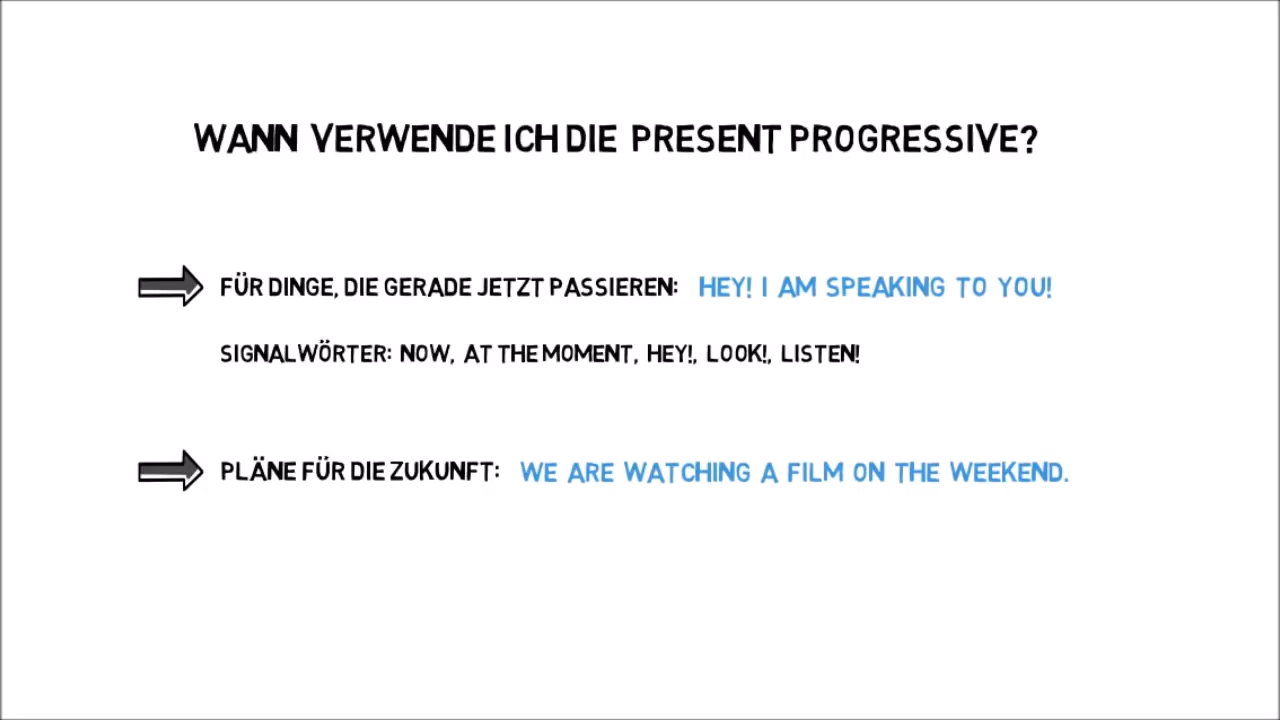 WANN VERWENDE ICH DIE PRESENT PROGRESSIVE?
FÜR DINGE, DIE GERADE JETZT PASSIEREN: HEY! I AM SPEAKING TO YOU!
SIGNALWÖRTER: NOW, AT THE MOMENT, HEY!, LOOK!, LISTEN!
PLÄNE FÜR DIE ZUKUNFT: WE ARE WATCHING A FILM ON THE WEEKEND.